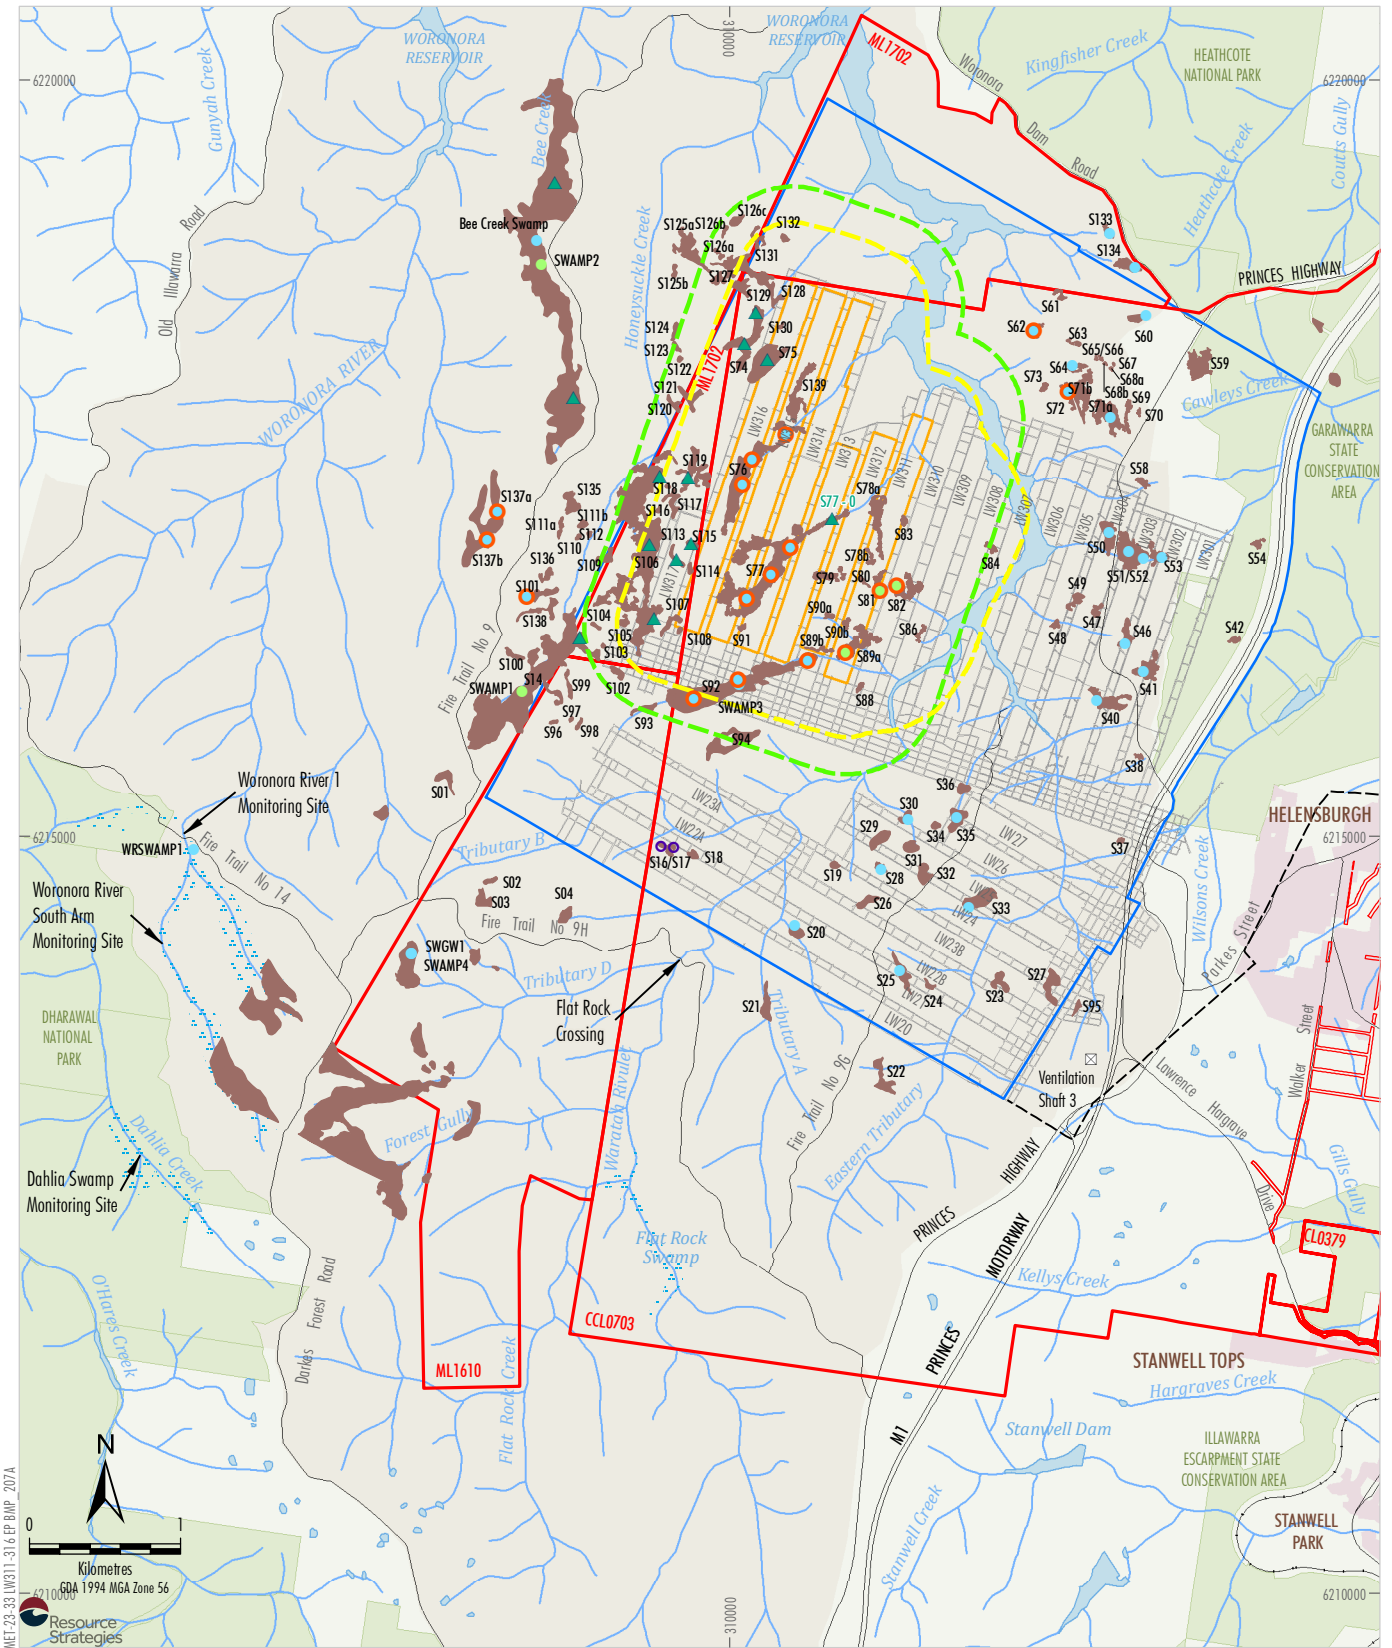 WORONORA
RESERVOIR
WORONORA
RESERVOIR
310000
ML1702
Woronora
Dam
Road
Kingfisher Creek
HEATHCOTE
NATIONAL PARK
6220000
6220000
Gunyah Creek
Bee Creek
Coutts Gully
Heathcote Creek
Old Illawarra Road
Bee Creek Swamp
SWAMP2
Honeysuckle Creek
S125a
S126b
S126c
S132
S126a
S131
S127
S125b
S129
S128
S133
S134
PRINCES HIGHWAY
S61
S62
S60
S63
S65/S66
S67
S64
S68a
S59
S73
S71b
S68b
S69
S72
S71a
S70
Cawleys Creek
GARAWARRA
STATE
CONSERVATION
AREA
S124
S130
S123
S75
S122
S74
ML1702
S121
S139
S120
WORONORA RIVER
LW316
LW315
LW314
LW313
LW312
LW311
LW310
LW309
LW308
LW307
LW306
LW305
LW304
LW303
LW302
LW301
S119
S76
S118
S117
S116
S78a
S77 - 0
S58
S137a
S135
S111a
S111b
S112
S110
S137b
S109
S136
S113
S115
S106
S114
LW317
S83
S78b
S84
S50
S51/S52
S53
S54
S101
S138
S104
S107
S105
S108
S103
S77
S79
S80
S81
S82
S90a
S90b
S91
S89b
S89a
S86
S49
S47
S48
S46
S42
S41
S100
S14
SWAMP1
S99
S102
S97
S96
S98
S93
S92
SWAMP3
S88
S94
S40
S38
Fire Trail No 9
Woronora River 1
Monitoring Site
S01
6215000
6215000
WRSWAMP1
Fire Trail No 14
Woronora River
South Arm
Monitoring Site
Tributary B
S02
S03
S04
Fire Trail No 9H
LW23A
LW22A
S16/S17
S18
S36
S30
S34
S35
LW27
S29
S31
LW26
S19
S28
S32
S26
S33
LW24
S37
HELENSBURGH
Wilsons Creek
Parkes Street
SWGW1
SWAMP4
Tributary D
Flat Rock
Crossing
S20
LW23B
LW22B
S25
S24
S23
S27
S95
LW20
S21
Tributary A
S22
Ventilation
Shaft 3
Walker Street
Lawrence Hargrave Drive
DHARAWAL
NATIONAL
PARK
Dahlia Creek
Dahlia Swamp
Monitoring Site
Forest Gully
Waratah Rivulet
Fire Trail No 9G
Eastern Tributary
PRINCES HIGHWAY
Gills Gully
Flat Rock
Swamp
PRINCES
MOTORWAY
Kellys Creek
CL0379
O'Hares Creek
Darkes Forest Road
CCL0703
ML1610
Flat Rock Creek
M1
PRINCES
STANWELL TOPS
Hargraves Creek
Stanwell Dam
ILLAWARRA
ESCARPMENT STATE
CONSERVATION AREA
Stanwell Creek
STANWELL
PARK
N
0
1
Kilometres
GDA 1994 MGA Zone 56
6210000
6210000
310000
Resource
Strategies
MET-23-33 LW311-316 EP BMP_207A